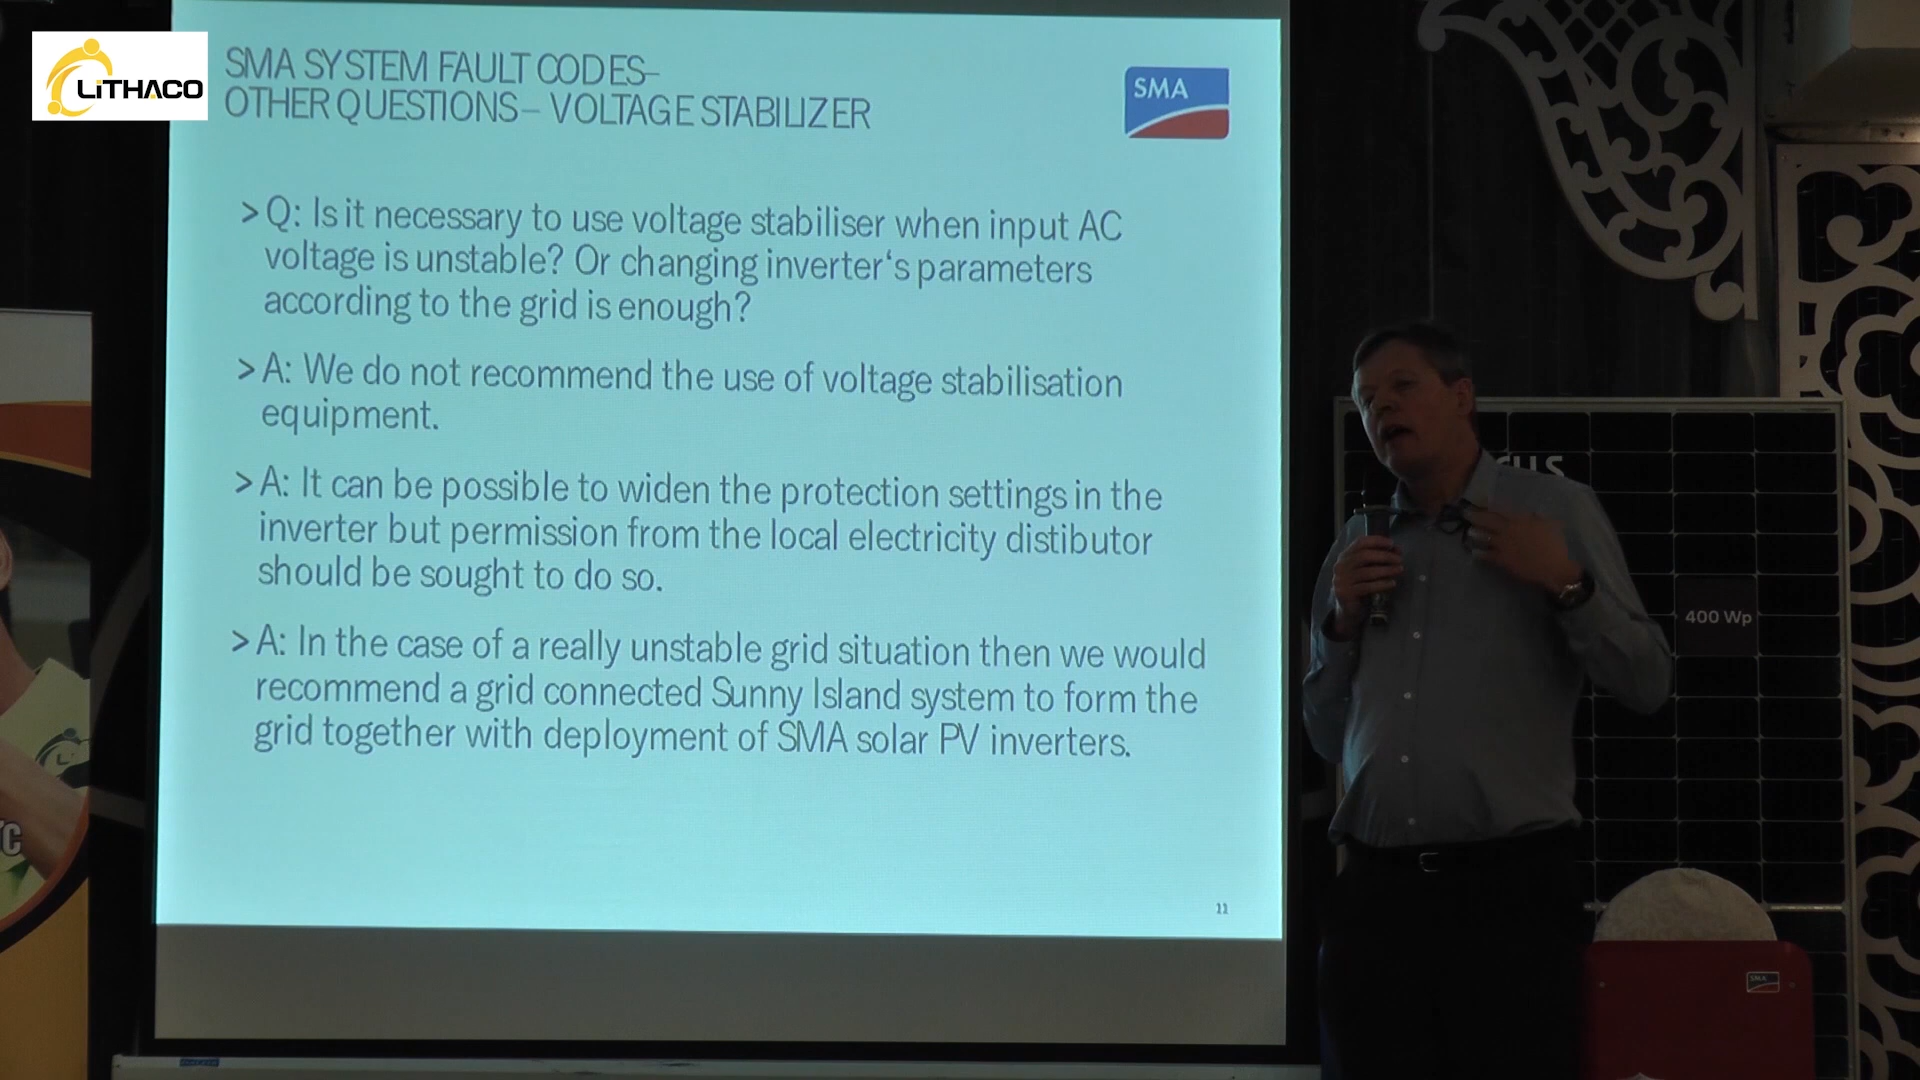 LiTHACO
SMA SYSTEM FAULT CODES–
OTHER QUESTIONS – VOLTAGE STABILIZER
SMA
> Q: Is it necessary to use voltage stabiliser when input AC
voltage is unstable? Or changing inverter‘s parameters
according to the grid is enough?
> A: We do not recommend the use of voltage stabilisation
equipment.
> A: It can be possible to widen the protection settings in the
inverter but permission from the local electricity distibutor
should be sought to do so.
> A: In the case of a really unstable grid situation then we would
recommend a grid connected Sunny Island system to form the
grid together with deployment of SMA solar PV inverters.
11
400 Wp
SMA